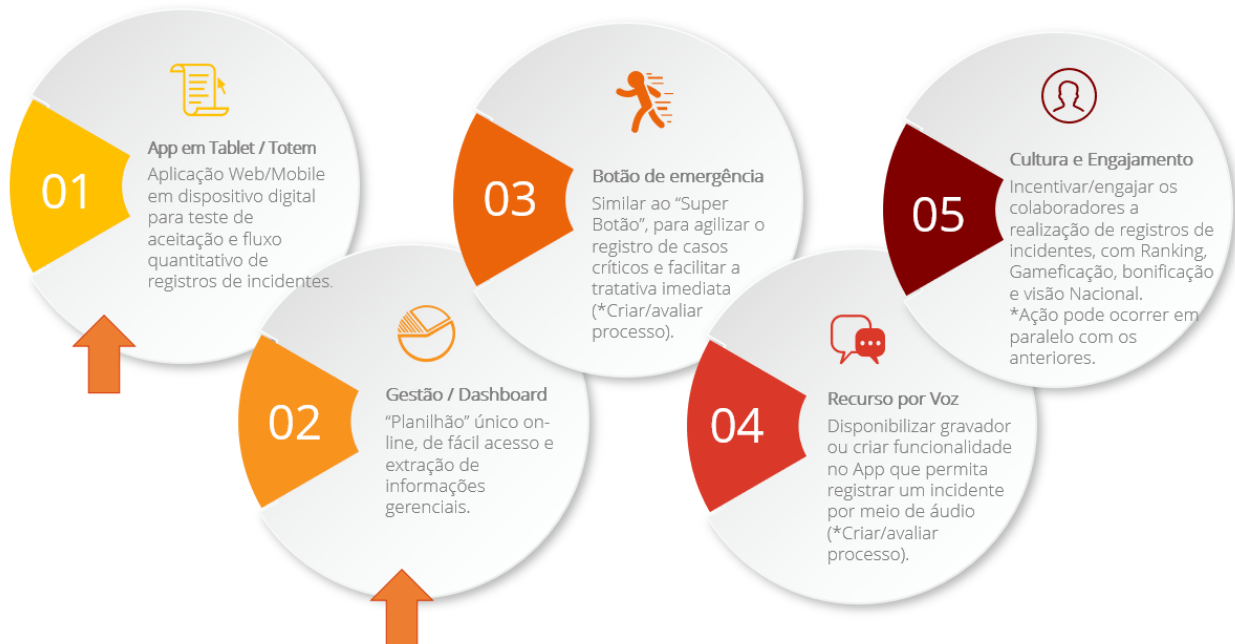 01
App em Tablet / Totem
Aplicação Web/Mobile
em dispositivo digital
para teste de
aceitação e fluxo
quantitativo de
registros de incidentes.
02
Gestão / Dashboard
“Planilhão” único on-
line, de fácil acesso e
extração de
informações
gerenciais.
03
Botão de emergência
Similar ao “Super
Botão”, para agilizar o
registro de casos
críticos e facilitar a
tratativa imediata
(*Criar/avaliar
processo).
04
Recurso por Voz
Disponibilizar gravador
ou criar funcionalidade
no App que permita
registrar um incidente
por meio de áudio
(*Criar/avaliar
processo).
05
Cultura e Engajamento
Incentivar/engajar os
colaboradores a
realização de registros de
incidentes, com Ranking,
Gameficação, bonificação
e visão Nacional.
*Ação pode ocorrer em
paralelo com os
anteriores.